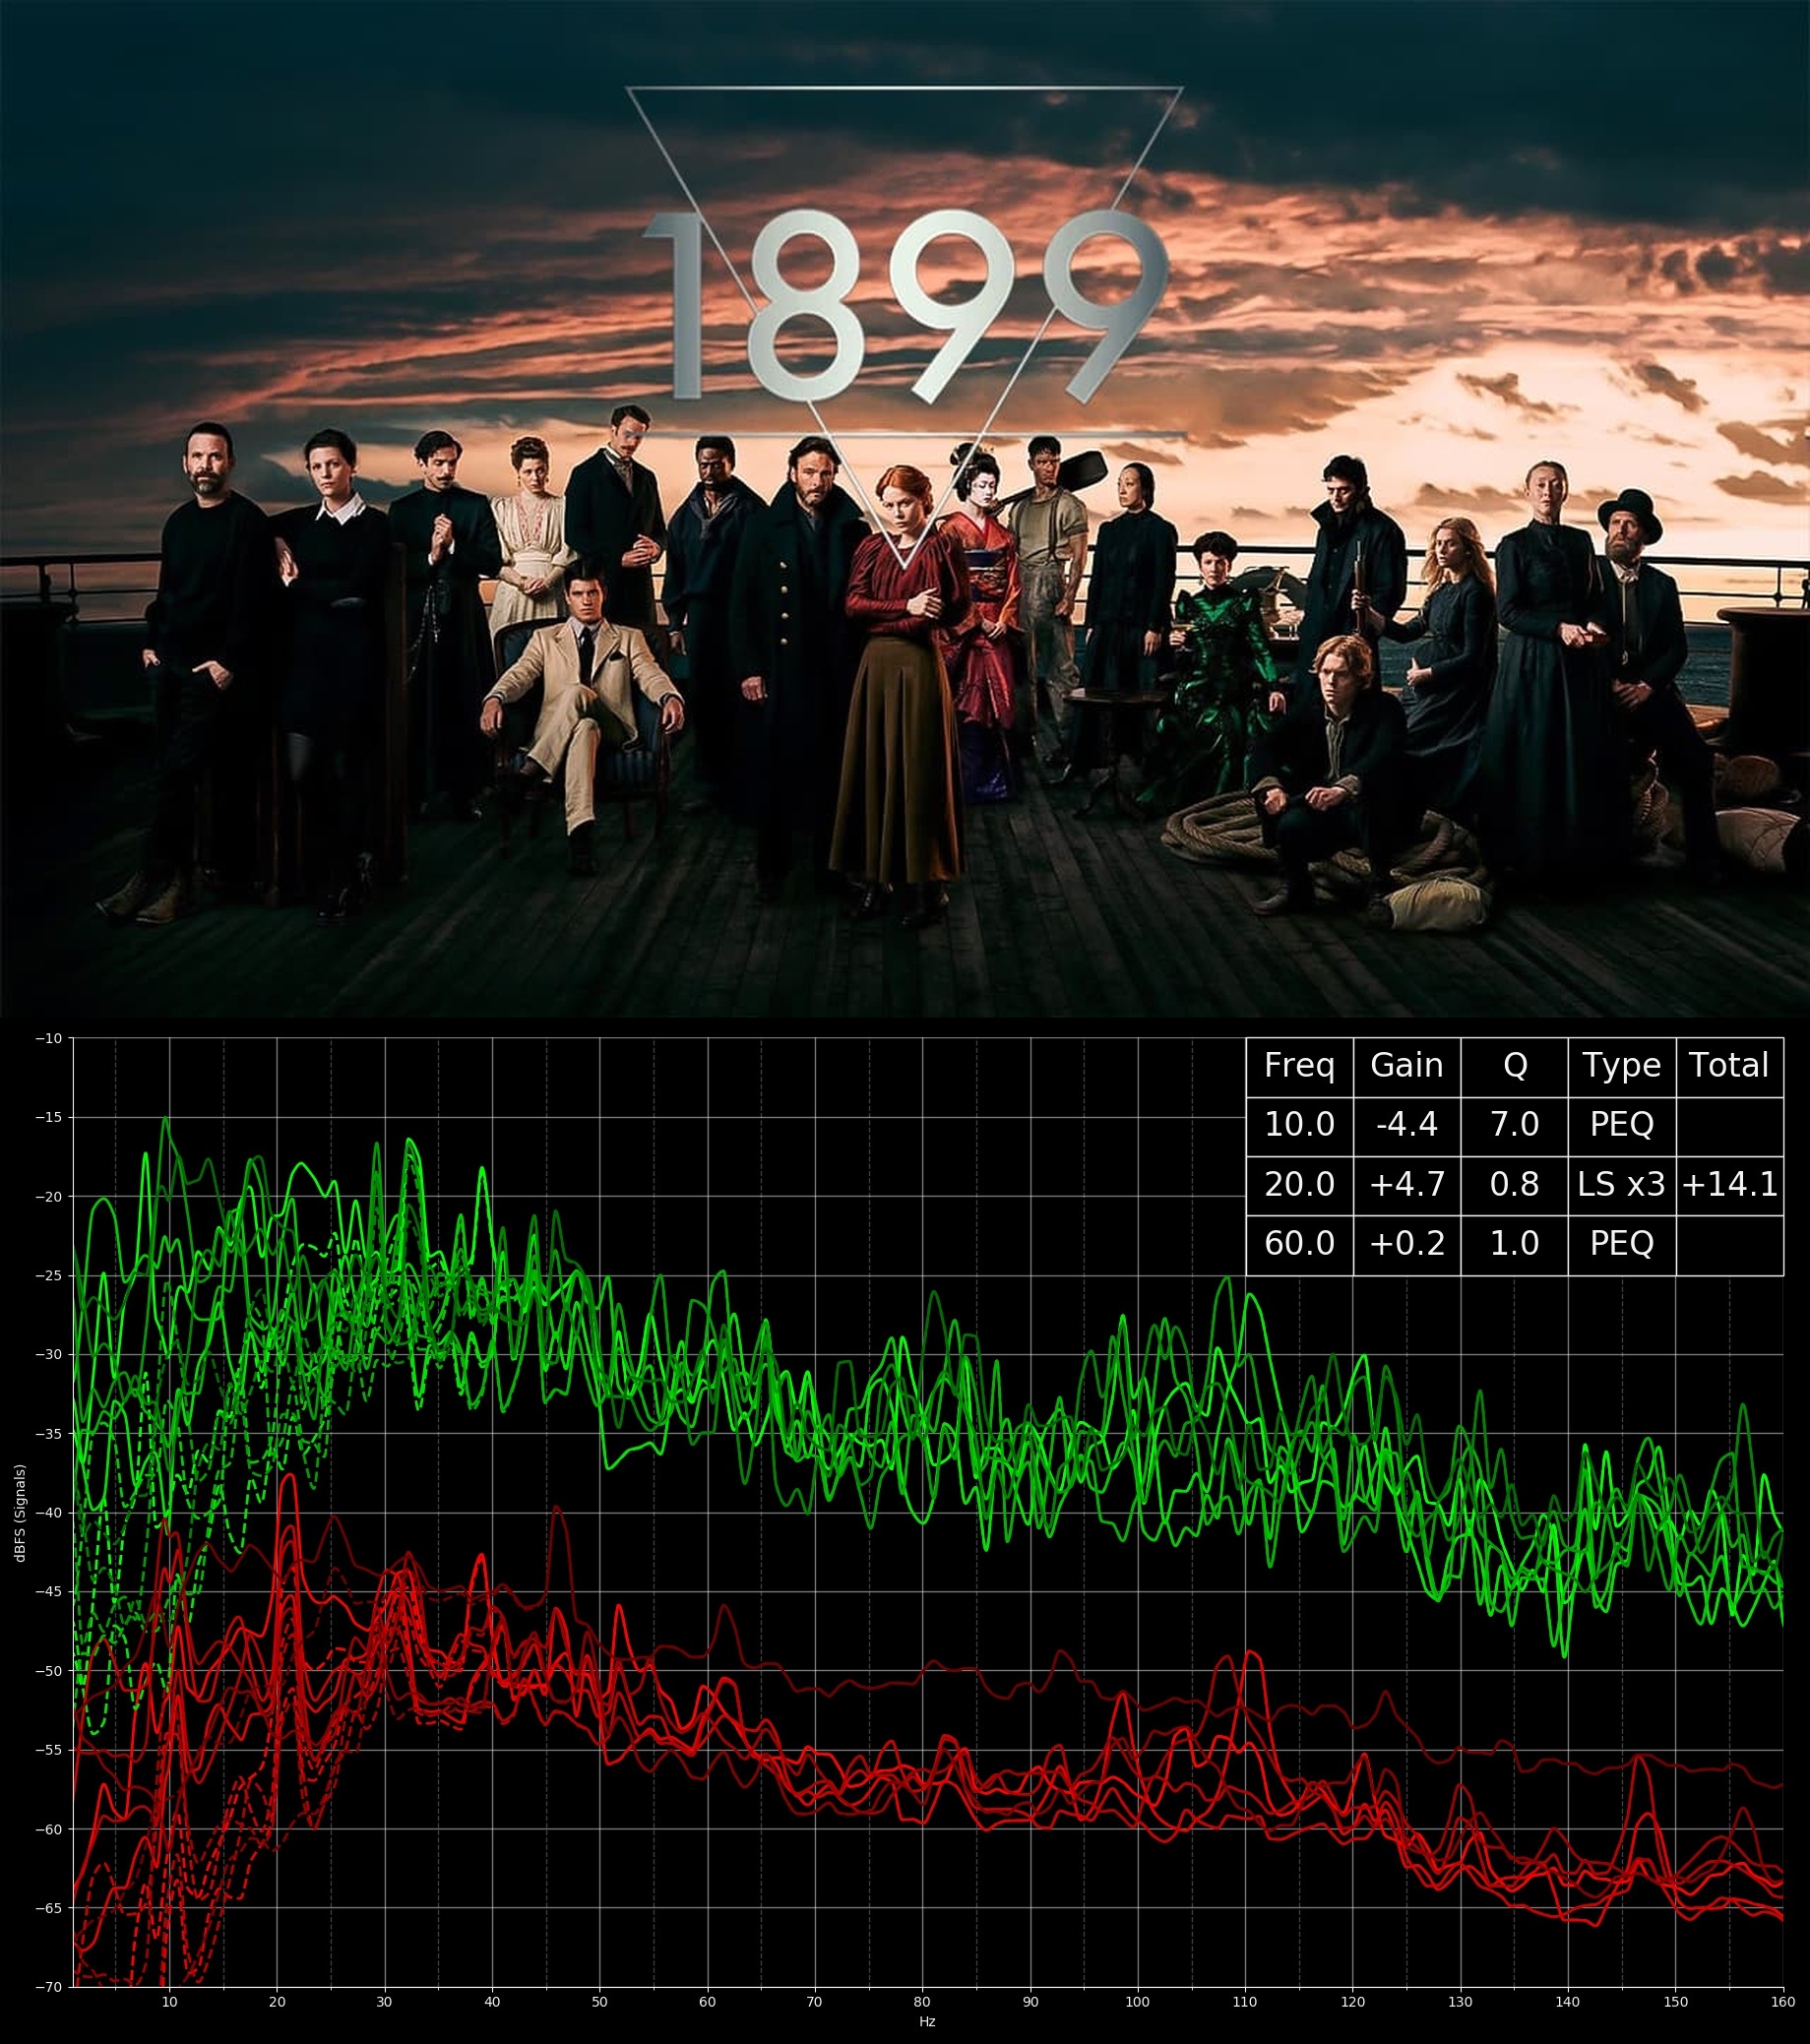 1899
Freq Gain Q Type Total
10.0 -4.4 7.0 PEQ
20.0 +4.7 0.8 LS x3 +14.1
60.0 +0.2 1.0 PEQ
−10
−15
−20
−25
−30
−35
−40
−45
−50
−55
−60
−65
−70
dBFS (Signals)
10 20 30 40 50 60 70 80 90 100 110 120 130 140 150 160
Hz